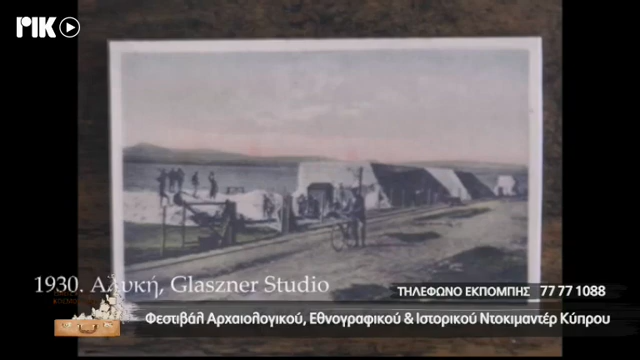 ΡΙΚ
1930. Αλυκή, Glaszner Studio
ΤΗΛΕΦΩΝΟ ΕΚΠΟΜΠΗΣ 77 77 1088
Φεστιβάλ Αρχαιολογικού, Εθνογραφικού & Ιστορικού Ντοκιμαντέρ Κύπρου